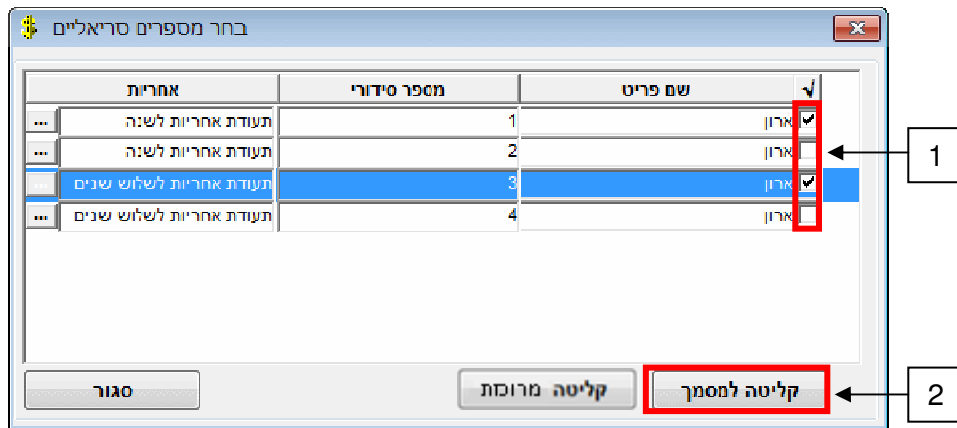 בחר מספרים סריאליים
√ שם פריט מספר סידורי אחריות
ארון 1 תעודת אחריות לשנה ...
ארון 2 תעודת אחריות לשנה ...
ארון 3 תעודת אחריות לשלוש שנים ...
ארון 4 תעודת אחריות לשלוש שנים ...
1
קליטה למסמך קליטה מרוכזת סגור
2